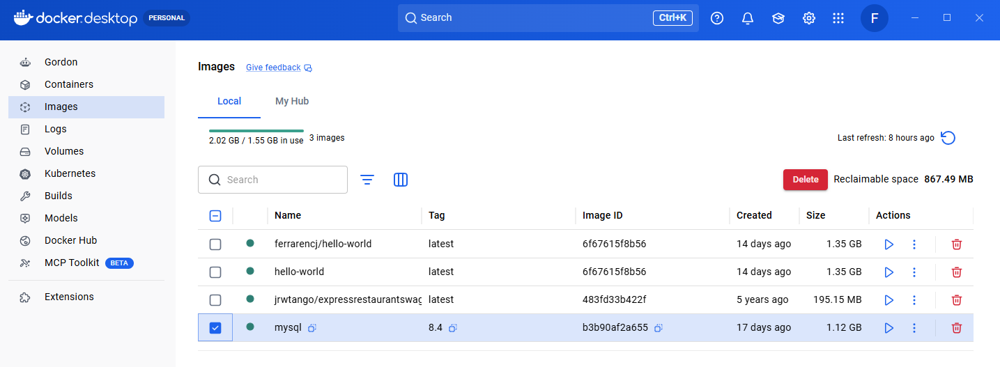 docker.desktop PERSONAL Search Ctrl+K F
Gordon
Containers
Images
Logs
Volumes
Kubernetes
Builds
Models
Docker Hub
MCP Toolkit BETA
Extensions
Images Give feedback
Local My Hub
2.02 GB / 1.55 GB in use 3 images Last refresh: 8 hours ago
Search Delete Reclaimable space 867.49 MB
Name Tag Image ID Created Size Actions
ferrarencj/hello-world latest 6f67615f8b56 14 days ago 1.35 GB
hello-world latest 6f67615f8b56 14 days ago 1.35 GB
jrwtango/expressrestaurantswag latest 483fd33b422f 5 years ago 195.15 MB
mysql 8.4 b3b90af2a655 17 days ago 1.12 GB